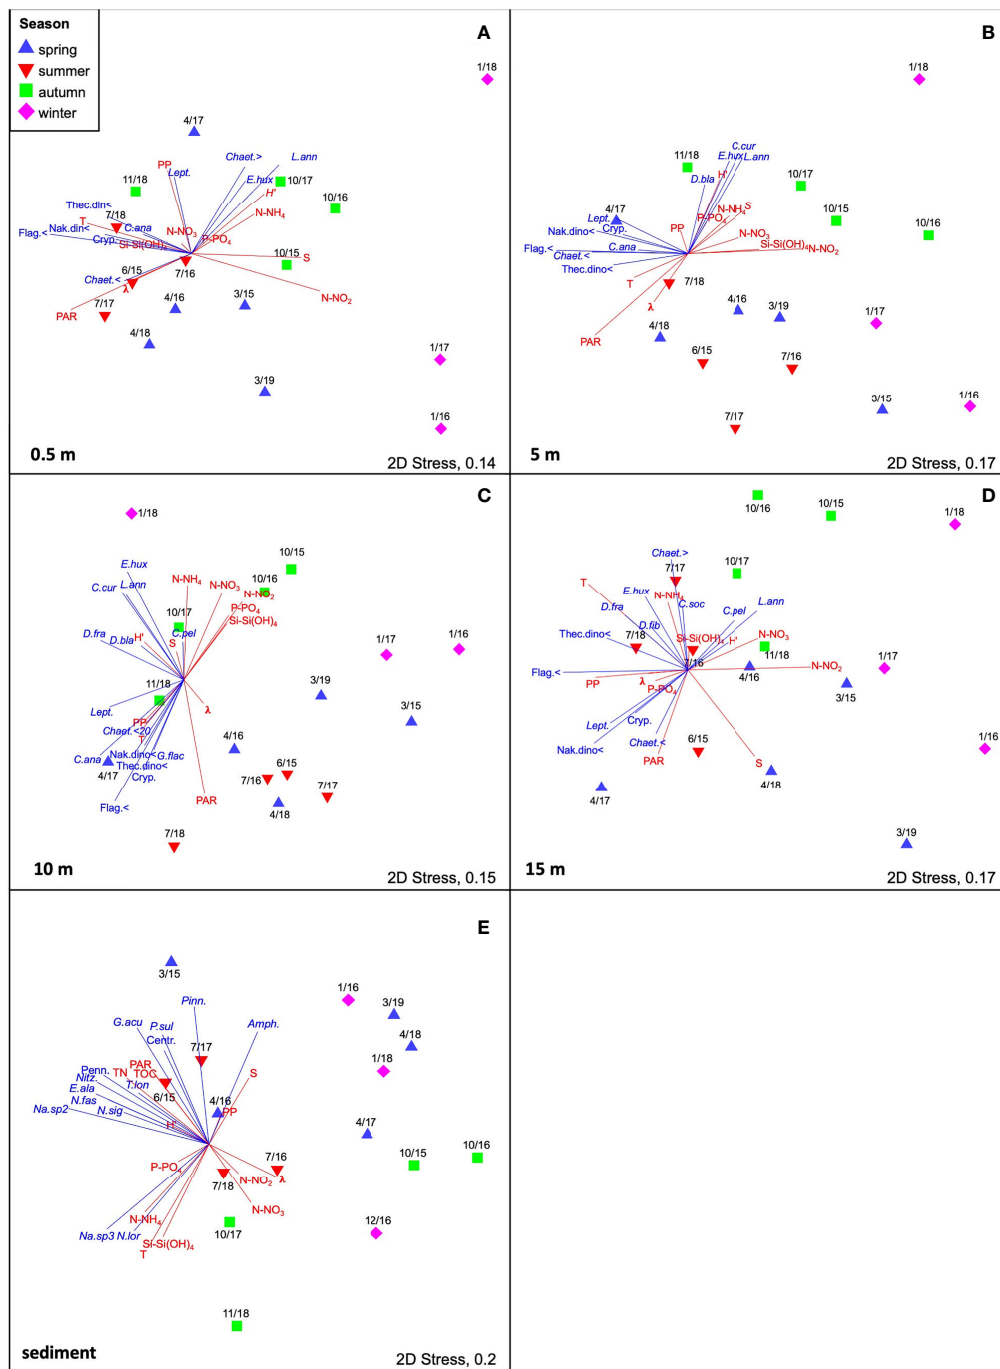 Season
spring
summer
autumn
winter
A
1/18
4/17
PP
Lept.
Chaet.>
L.ann
E.hux
10/17
H'
11/18
10/16
Thec.din<
7/18
T
N-NH4
Nak.din<
C.ana
N-NO3
P-PO4
Flag.<
Cryp.
Si-Si(OH)4
10/15
S
7/16
6/15
Chaet.<
λ
N-NO2
7/17
PAR
4/16
3/15
4/18
1/17
3/19
1/16
0.5 m
2D Stress, 0.14
B
1/18
C.cur
E.hux
L.ann
11/18
H'
D.bla
10/17
4/17
Lept.
N-NH4
S
P-PO4
10/15
10/16
Nak.dino<
Cryp.
PP
N-NO3
Flag.<
C.ana
Si-Si(OH)4
N-NO2
Chaet.<
Thec.dino<
T
7/18
λ
4/16
3/19
1/17
PAR
4/18
6/15
7/16
3/15
1/16
7/17
5 m
2D Stress, 0.17
C
1/18
E.hux
C.cur
L.ann
N-NH4
N-NO3
10/15
10/16
N-NO2
P-PO4
Si-Si(OH)4
10/17
D.fra
D.bla
H'
C.pel
S
1/17
1/16
11/18
3/19
Lept.
λ
3/15
PP
Chaet.<20
T
4/16
C.ana
Nak.dino<
G.flac
4/17
Thec.dino<
Cryp.
7/16
6/15
7/17
Flag.<
PAR
4/18
7/18
10 m
2D Stress, 0.15
D
10/16
10/15
1/18
Chaet.>
7/17
10/17
T
E.hux
N-NH4
C.soc
D.fra
C.pel
L.ann
D.fib
Thec.dino<
7/18
Si-Si(OH)4
H'
N-NO3
7/16
11/18
Flag.<
4/16
N-NO2
1/17
PP
λ
P-PO4
3/15
Lept.
Cryp.
Nak.dino<
Chaet.<
6/15
1/16
PAR
S
4/17
4/18
3/19
15 m
2D Stress, 0.17
E
3/15
1/16
Pinn.
3/19
G.acu
P.sul
Amph.
Centr.
4/18
7/17
1/18
Penn.
PAR
TN
TOC
S
Nitz.
T.lon
E.ala
6/15
4/16
N.fas
Na.sp2
N.sig
PP
H'
4/17
P-PO4
7/16
10/15
10/16
7/18
N-NO2
λ
N-NO3
N-NH4
10/17
Na.sp3
N.lor
Si-Si(OH)4
T
12/16
11/18
sediment
2D Stress, 0.2